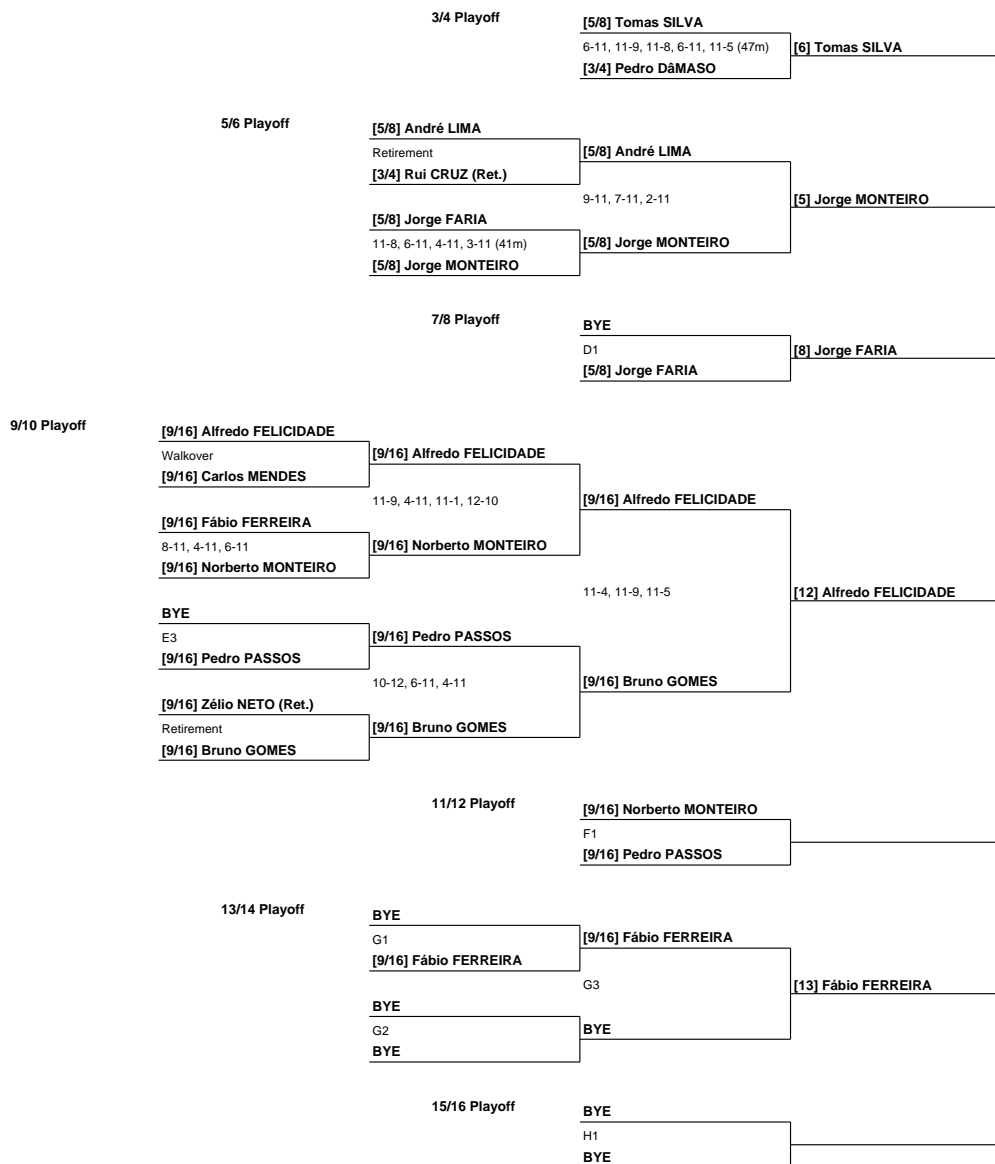 3/4 Playoff
[5/8] Tomas SILVA
6-11, 11-9, 11-8, 6-11, 11-5 (47m)
[6] Tomas SILVA
[3/4] Pedro DâMASO
5/6 Playoff
[5/8] André LIMA
Retirement
[5/8] André LIMA
[3/4] Rui CRUZ (Ret.)
9-11, 7-11, 2-11
[5] Jorge MONTEIRO
[5/8] Jorge FARIA
11-8, 6-11, 4-11, 3-11 (41m)
[5/8] Jorge MONTEIRO
[5/8] Jorge MONTEIRO
7/8 Playoff
BYE
D1
[8] Jorge FARIA
[5/8] Jorge FARIA
9/10 Playoff
[9/16] Alfredo FELICIDADE
Walkover
[9/16] Alfredo FELICIDADE
[9/16] Carlos MENDES
11-9, 4-11, 11-1, 12-10
[9/16] Alfredo FELICIDADE
[9/16] Fábio FERREIRA
8-11, 4-11, 6-11
[9/16] Norberto MONTEIRO
[9/16] Norberto MONTEIRO
11-4, 11-9, 11-5
[12] Alfredo FELICIDADE
BYE
E3
[9/16] Pedro PASSOS
[9/16] Pedro PASSOS
10-12, 6-11, 4-11
[9/16] Bruno GOMES
[9/16] Zélio NETO (Ret.)
Retirement
[9/16] Bruno GOMES
[9/16] Bruno GOMES
11/12 Playoff
[9/16] Norberto MONTEIRO
F1
[9/16] Pedro PASSOS
13/14 Playoff
BYE
G1
[9/16] Fábio FERREIRA
[9/16] Fábio FERREIRA
G3
[13] Fábio FERREIRA
BYE
G2
BYE
BYE
15/16 Playoff
BYE
H1
BYE